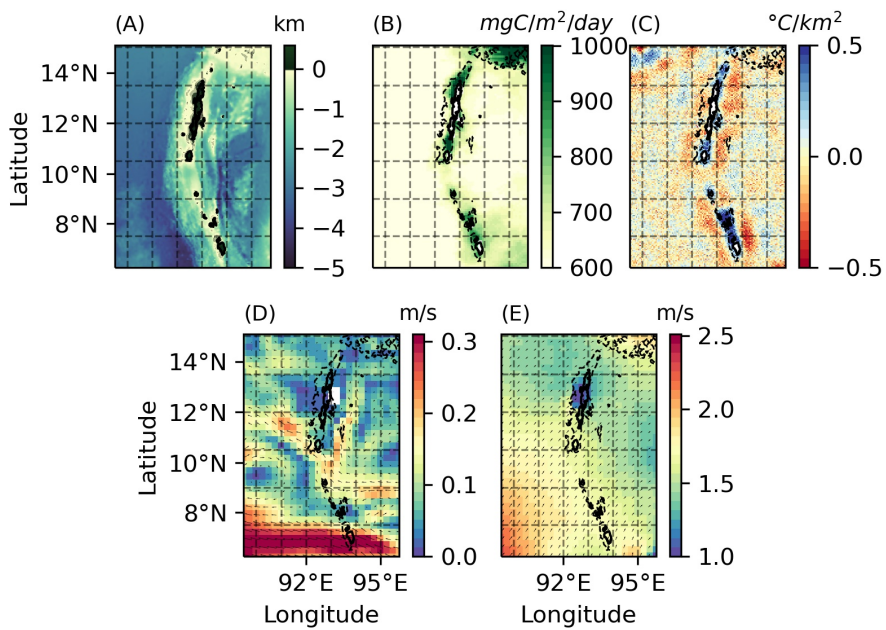 (A) km
(B) mgC/m²/day
(C) °C/km²
Latitude
14°N
12°N
10°N
8°N
0
−1
−2
−3
−4
−5
1000
900
800
700
600
0.5
0.0
−0.5
(D) m/s
(E) m/s
Latitude
14°N
12°N
10°N
8°N
0.3
0.2
0.1
0.0
2.5
2.0
1.5
1.0
92°E 95°E
92°E 95°E
Longitude
Longitude